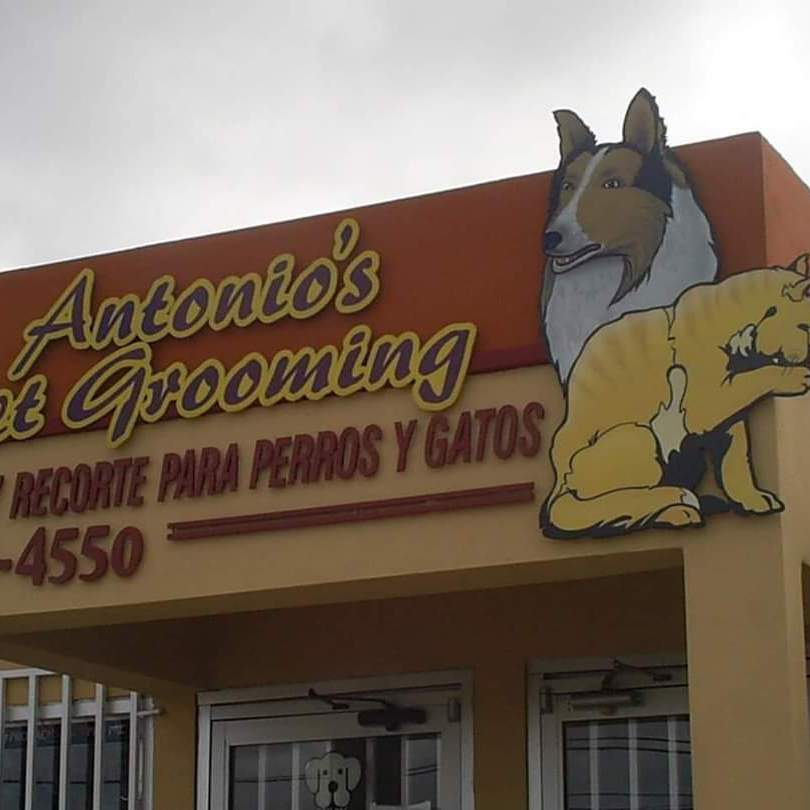 Antonio's
et Grooming
Y RECORTE PARA PERROS Y GATOS
-4550